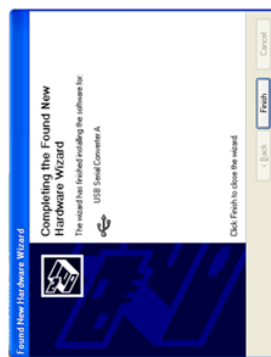 Found New Hardware Wizard
Completing the Found New
Hardware Wizard
The wizard has finished installing the software for:
USB Serial Converter A
Click Finish to close the wizard.
< Back
Finish
Cancel